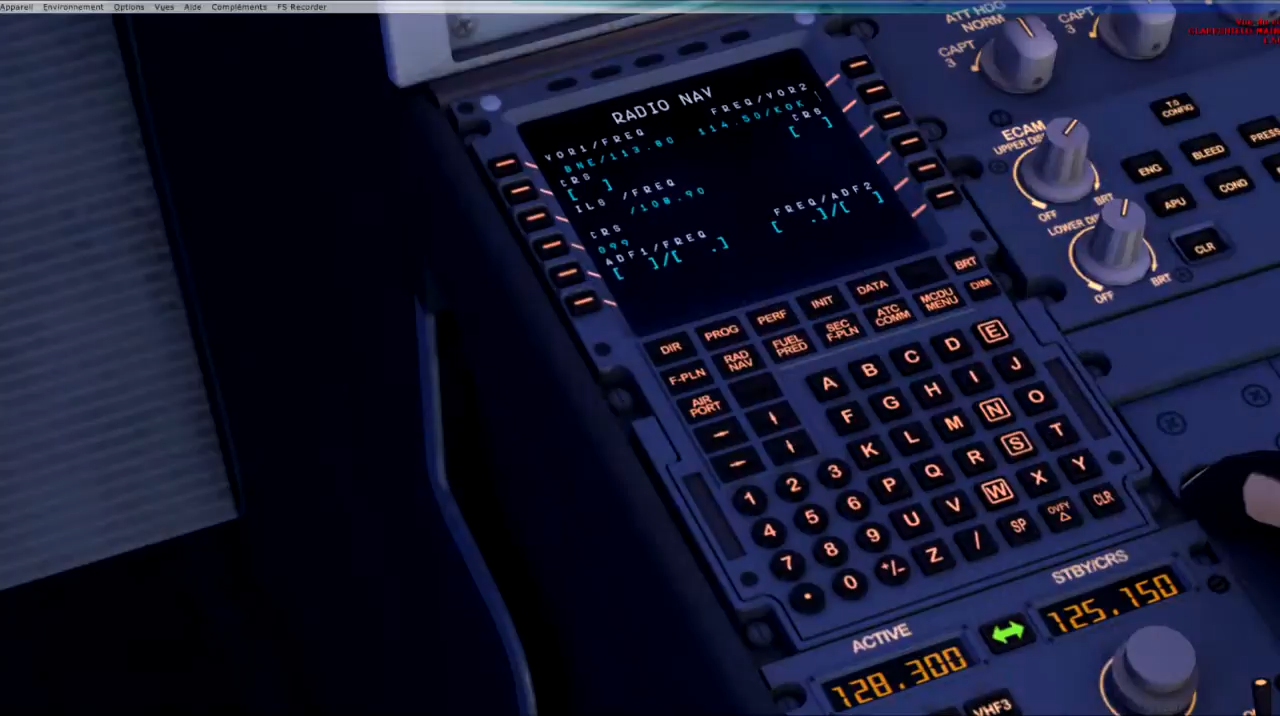 Appareil Environnement Options Vues Aide Compléments FS Recorder
ATT HDG
NORM
CAPT
3
CAPT
3
RADIO NAV
VOR1/FREQ FREQ/VOR2
BNE/113.80 114.50/KOK
CRS CRS
[ ] [ ]
ILS /FREQ
/108.90
CRS
099
ADF1/FREQ FREQ/ADF2
[ ]/[ .] [ .]/[ ]
ECAM
UPPER
OFF BRT
LOWER
OFF BRT
T.O
CONFIG
ENG BLEED PRESS
APU COND
CLR
DIR PROG PERF INIT DATA BRT
F-PLN RAD
NAV FUEL
PRED SEC
F-PLN ATC
COMM MCDU
MENU DIM
AIR
PORT
A B C D E
F G H I J
K L M N O
P Q R S T
U V W X Y
Z / SP OVFY
Δ CLR
1 2 3
4 5 6
7 8 9
. 0 +/-
ACTIVE STBY/CRS
128.300 125.150
VHF3